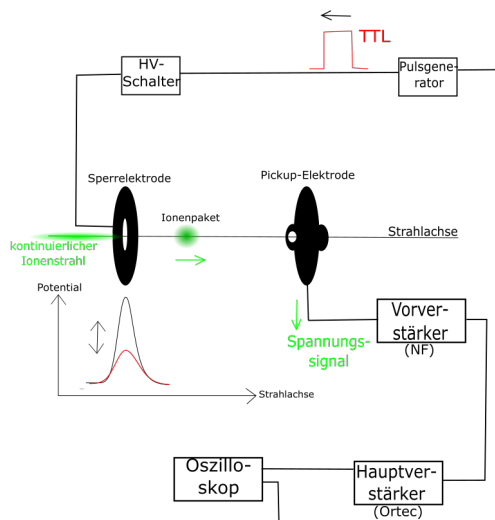 TTL
HV-
Schalter
Pulsgene-
rator
Sperrelektrode
Pickup-Elektrode
Ionenpaket
Strahlachse
kontinuierlicher
Ionenstrahl
Potential
Spannungs-
signal
Vorver-
stärker
(NF)
Strahlachse
Oszillo-
skop
Hauptver-
stärker
(Ortec)